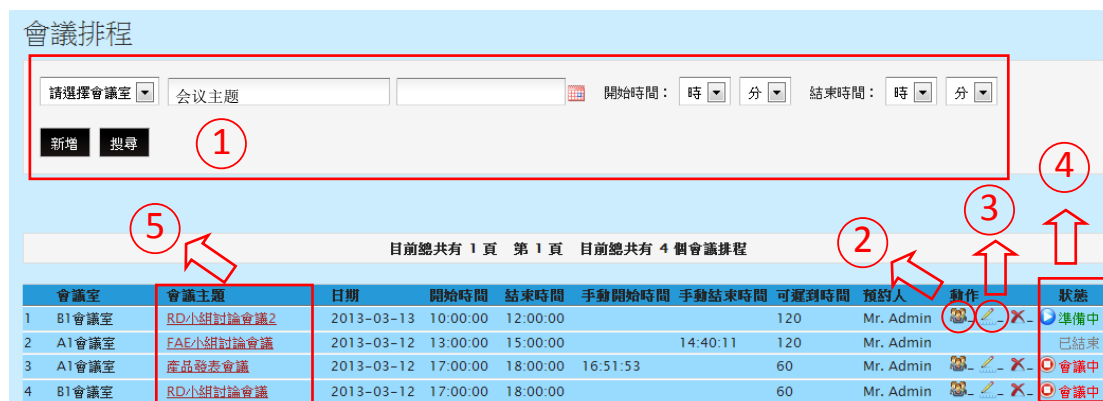 會議排程
請選擇會議室 会议主题 開始時間： 時 分 結束時間： 時 分
新增 搜尋 1
4
3
5
2
目前總共有 1 頁 第 1 頁 目前總共有 4 個會議排程
會議室 會議主題 日期 開始時間 結束時間 手動開始時間 手動結束時間 可遲到時間 預約人 動作 狀態
1 B1會議室 RD小組討論會議2 2013-03-13 10:00:00 12:00:00 120 Mr. Admin 準備中
2 A1會議室 FAE小組討論會議 2013-03-12 13:00:00 15:00:00 14:40:11 120 Mr. Admin 已結束
3 A1會議室 產品發表會議 2013-03-12 17:00:00 18:00:00 16:51:53 60 Mr. Admin 會議中
4 B1會議室 RD小組討論會議 2013-03-12 17:00:00 18:00:00 60 Mr. Admin 會議中